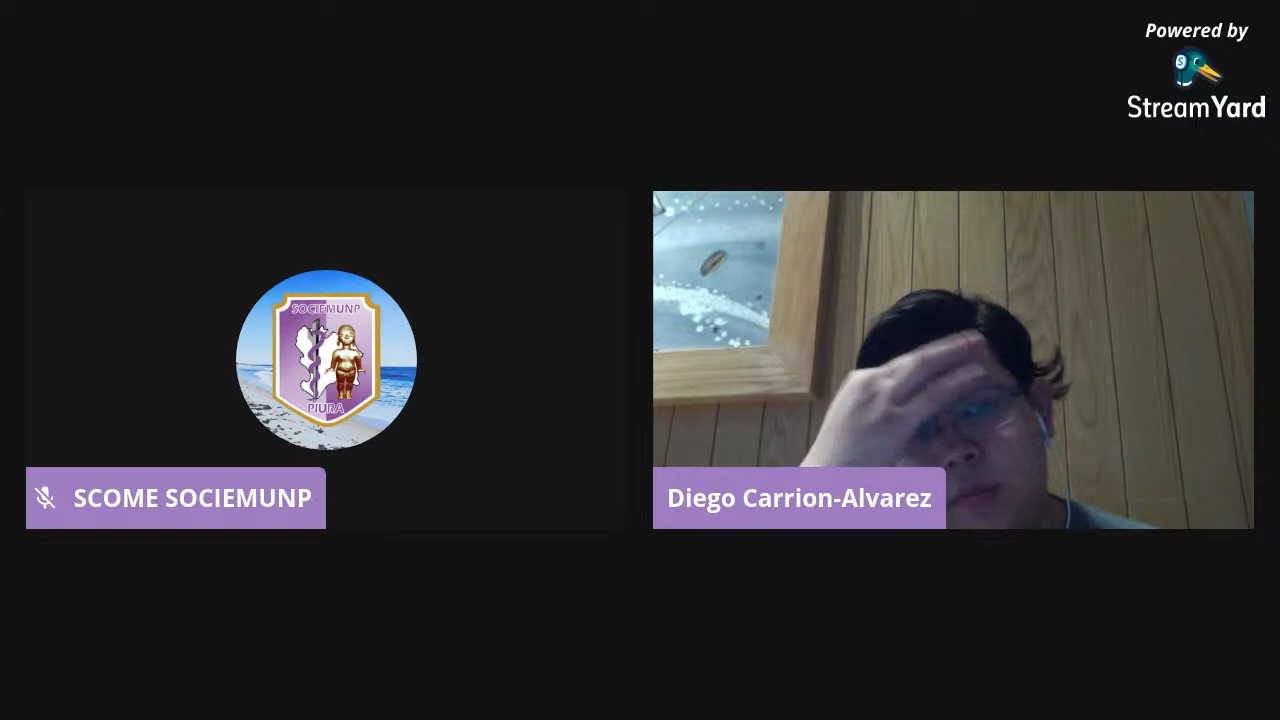 Powered by
StreamYard
SOCIEMUNP
PIURA
SCOME SOCIEMUNP
Diego Carrion-Alvarez